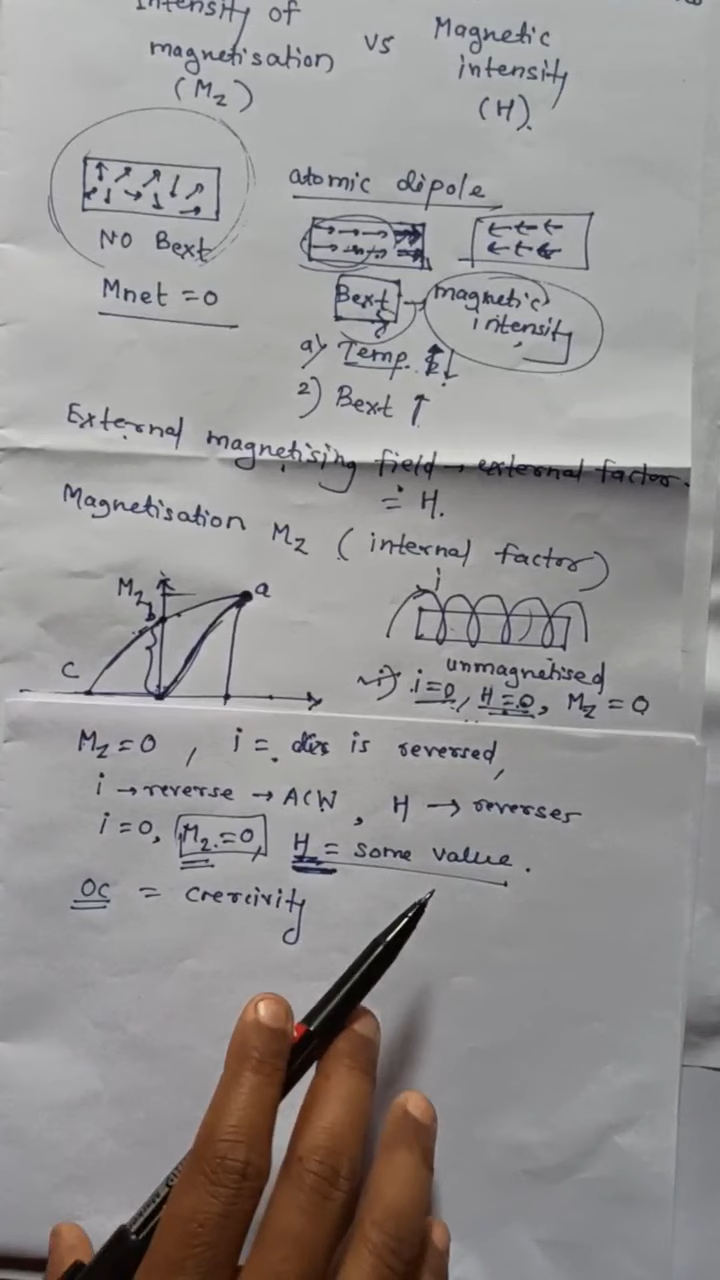 Intensity of
magnetisation
(Mz)
vs
Magnetic
intensity
(H).
NO Bext
Mnet = 0
atomic dipole
Bext → magnetic
intensity
a) Temp. ↑↓
2) Bext ↑
External magnetising field → external factor.
= H.
Magnetisation Mz (internal factor)
Mz
b
a
C
i
unmagnetised
i) i=0, H=0, Mz = 0
Mz = 0 , i = dir is reversed,
i → reverse → ACW , H → reverses
i = 0, Mz = 0, H = some value.
OC = Crercivity